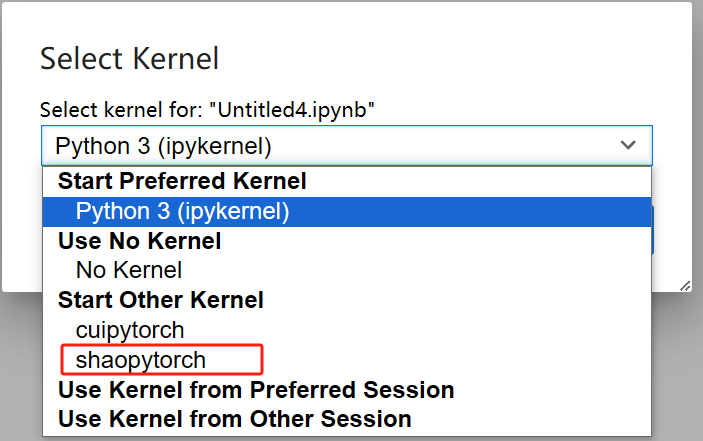 Select Kernel
Select kernel for: "Untitled4.ipynb"
Python 3 (ipykernel)
Start Preferred Kernel
Python 3 (ipykernel)
Use No Kernel
No Kernel
Start Other Kernel
cuipytorch
shaopytorch
Use Kernel from Preferred Session
Use Kernel from Other Session